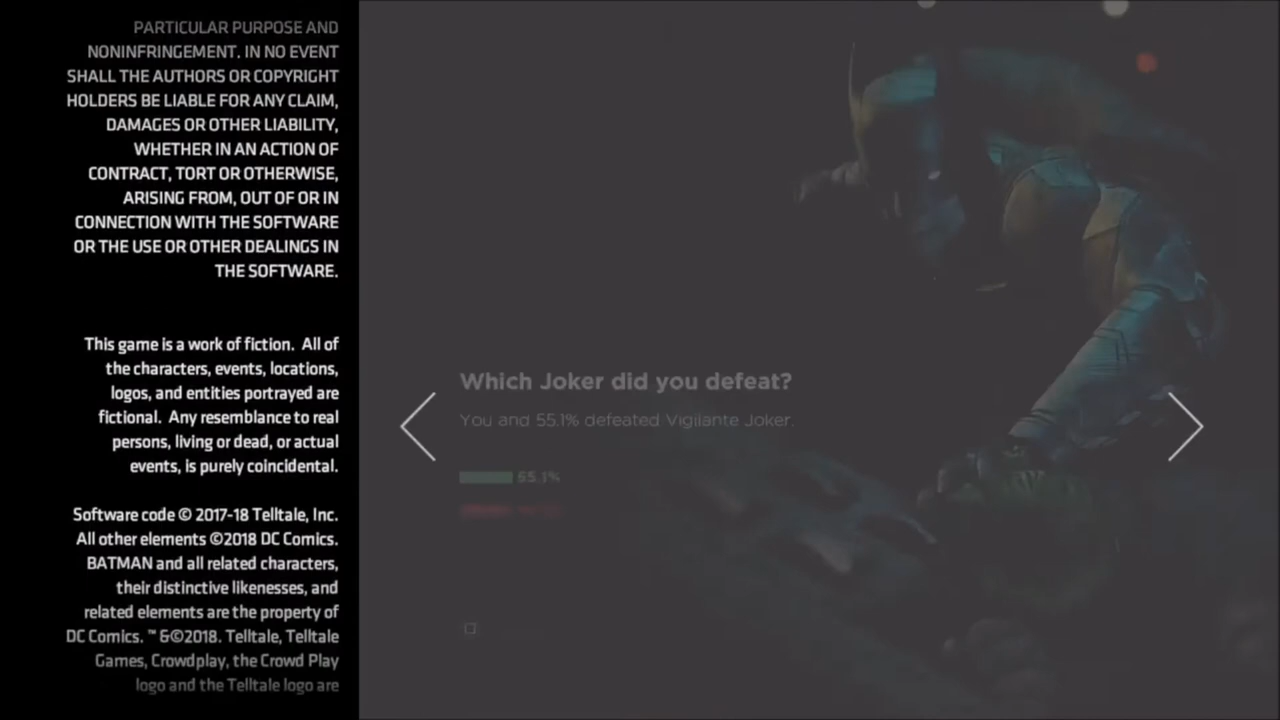 PARTICULAR PURPOSE AND
NONINFRINGEMENT. IN NO EVENT
SHALL THE AUTHORS OR COPYRIGHT
HOLDERS BE LIABLE FOR ANY CLAIM,
DAMAGES OR OTHER LIABILITY,
WHETHER IN AN ACTION OF
CONTRACT, TORT OR OTHERWISE,
ARISING FROM, OUT OF OR IN
CONNECTION WITH THE SOFTWARE
OR THE USE OR OTHER DEALINGS IN
THE SOFTWARE.
This game is a work of fiction. All of
the characters, events, locations,
logos, and entities portrayed are
fictional. Any resemblance to real
persons, living or dead, or actual
events, is purely coincidental.
Software code © 2017-18 Telltale, Inc.
All other elements ©2018 DC Comics.
BATMAN and all related characters,
their distinctive likenesses, and
related elements are the property of
DC Comics. ™ &©2018. Telltale, Telltale
Games, Crowdplay, the Crowd Play
logo and the Telltale logo are
Which Joker did you defeat?
You and 55.1% defeated Vigilante Joker.
55.1%